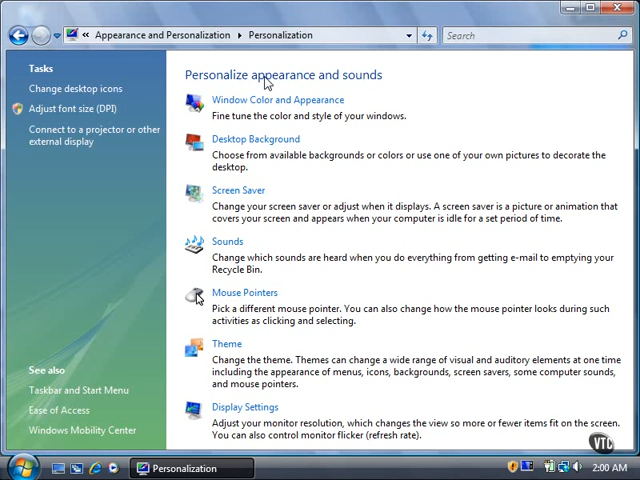 Appearance and Personalization
Personalization
Search
Tasks
Change desktop icons
Adjust font size (DPI)
Connect to a projector or other
external display
See also
Taskbar and Start Menu
Ease of Access
Windows Mobility Center
Personalize appearance and sounds
Window Color and Appearance
Fine tune the color and style of your windows.
Desktop Background
Choose from available backgrounds or colors or use one of your own pictures to decorate the
desktop.
Screen Saver
Change your screen saver or adjust when it displays. A screen saver is a picture or animation that
covers your screen and appears when your computer is idle for a set period of time.
Sounds
Change which sounds are heard when you do everything from getting e-mail to emptying your
Recycle Bin.
Mouse Pointers
Pick a different mouse pointer. You can also change how the mouse pointer looks during such
activities as clicking and selecting.
Theme
Change the theme. Themes can change a wide range of visual and auditory elements at one time
including the appearance of menus, icons, backgrounds, screen savers, some computer sounds,
and mouse pointers.
Display Settings
Adjust your monitor resolution, which changes the view so more or fewer items fit on the screen.
You can also control monitor flicker (refresh rate).
VTC
Personalization
2:00 AM